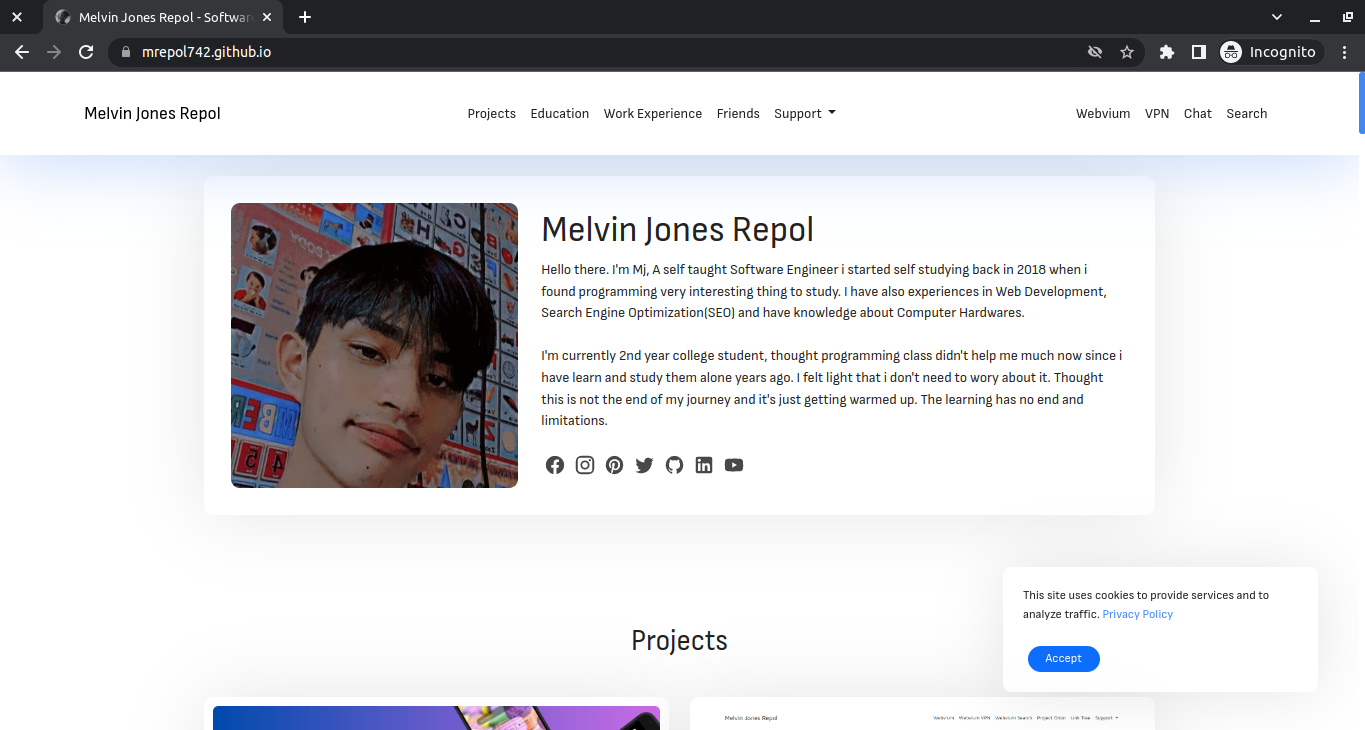 Melvin Jones Repol - Softwar
mrepol742.github.io
Incognito
Melvin Jones Repol
Projects Education Work Experience Friends Support
Webvium VPN Chat Search
Melvin Jones Repol
Hello there. I'm Mj, A self taught Software Engineer i started self studying back in 2018 when i
found programming very interesting thing to study. I have also experiences in Web Development,
Search Engine Optimization(SEO) and have knowledge about Computer Hardwares.
I'm currently 2nd year college student, thought programming class didn't help me much now since i
have learn and study them alone years ago. I felt light that i don't need to wory about it. Thought
this is not the end of my journey and it's just getting warmed up. The learning has no end and
limitations.
This site uses cookies to provide services and to
analyze traffic. Privacy Policy
Accept
Projects
Melvin Jones Repol
Webvium Webvium VPN Webvium Search Project Orion Link Tree Support